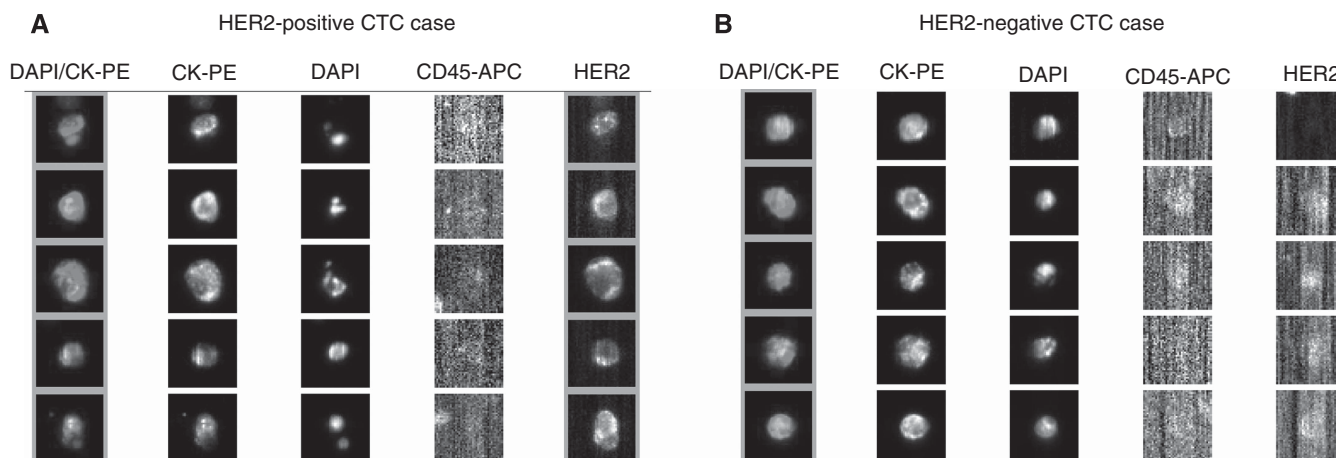 A HER2-positive CTC case
DAPI/CK-PE CK-PE DAPI CD45-APC HER2
B HER2-negative CTC case
DAPI/CK-PE CK-PE DAPI CD45-APC HER2